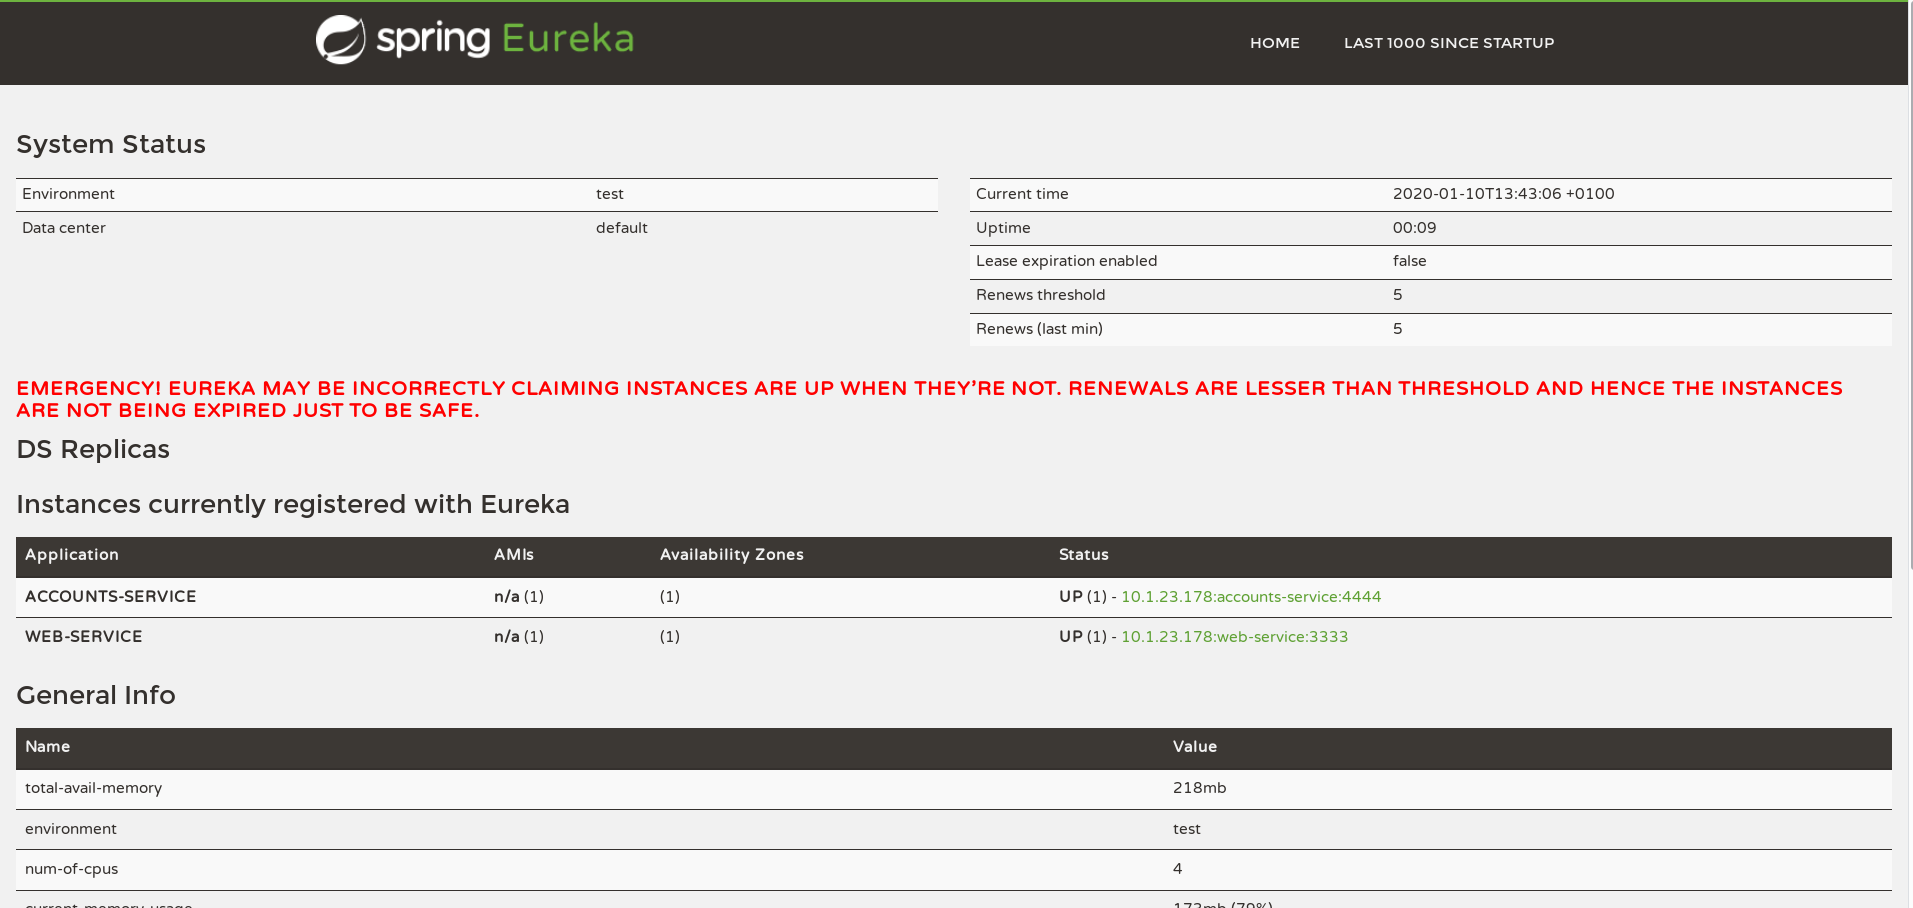 spring Eureka
HOME LAST 1000 SINCE STARTUP
System Status
Environment test
Data center default
Current time 2020-01-10T13:43:06 +0100
Uptime 00:09
Lease expiration enabled false
Renews threshold 5
Renews (last min) 5
EMERGENCY! EUREKA MAY BE INCORRECTLY CLAIMING INSTANCES ARE UP WHEN THEY'RE NOT. RENEWALS ARE LESSER THAN THRESHOLD AND HENCE THE INSTANCES
ARE NOT BEING EXPIRED JUST TO BE SAFE.
DS Replicas
Instances currently registered with Eureka
Application AMIs Availability Zones Status
ACCOUNTS-SERVICE n/a (1) (1) UP (1) - 10.1.23.178:accounts-service:4444
WEB-SERVICE n/a (1) (1) UP (1) - 10.1.23.178:web-service:3333
General Info
Name Value
total-avail-memory 218mb
environment test
num-of-cpus 4
current-memory-usage 173mb (79%)